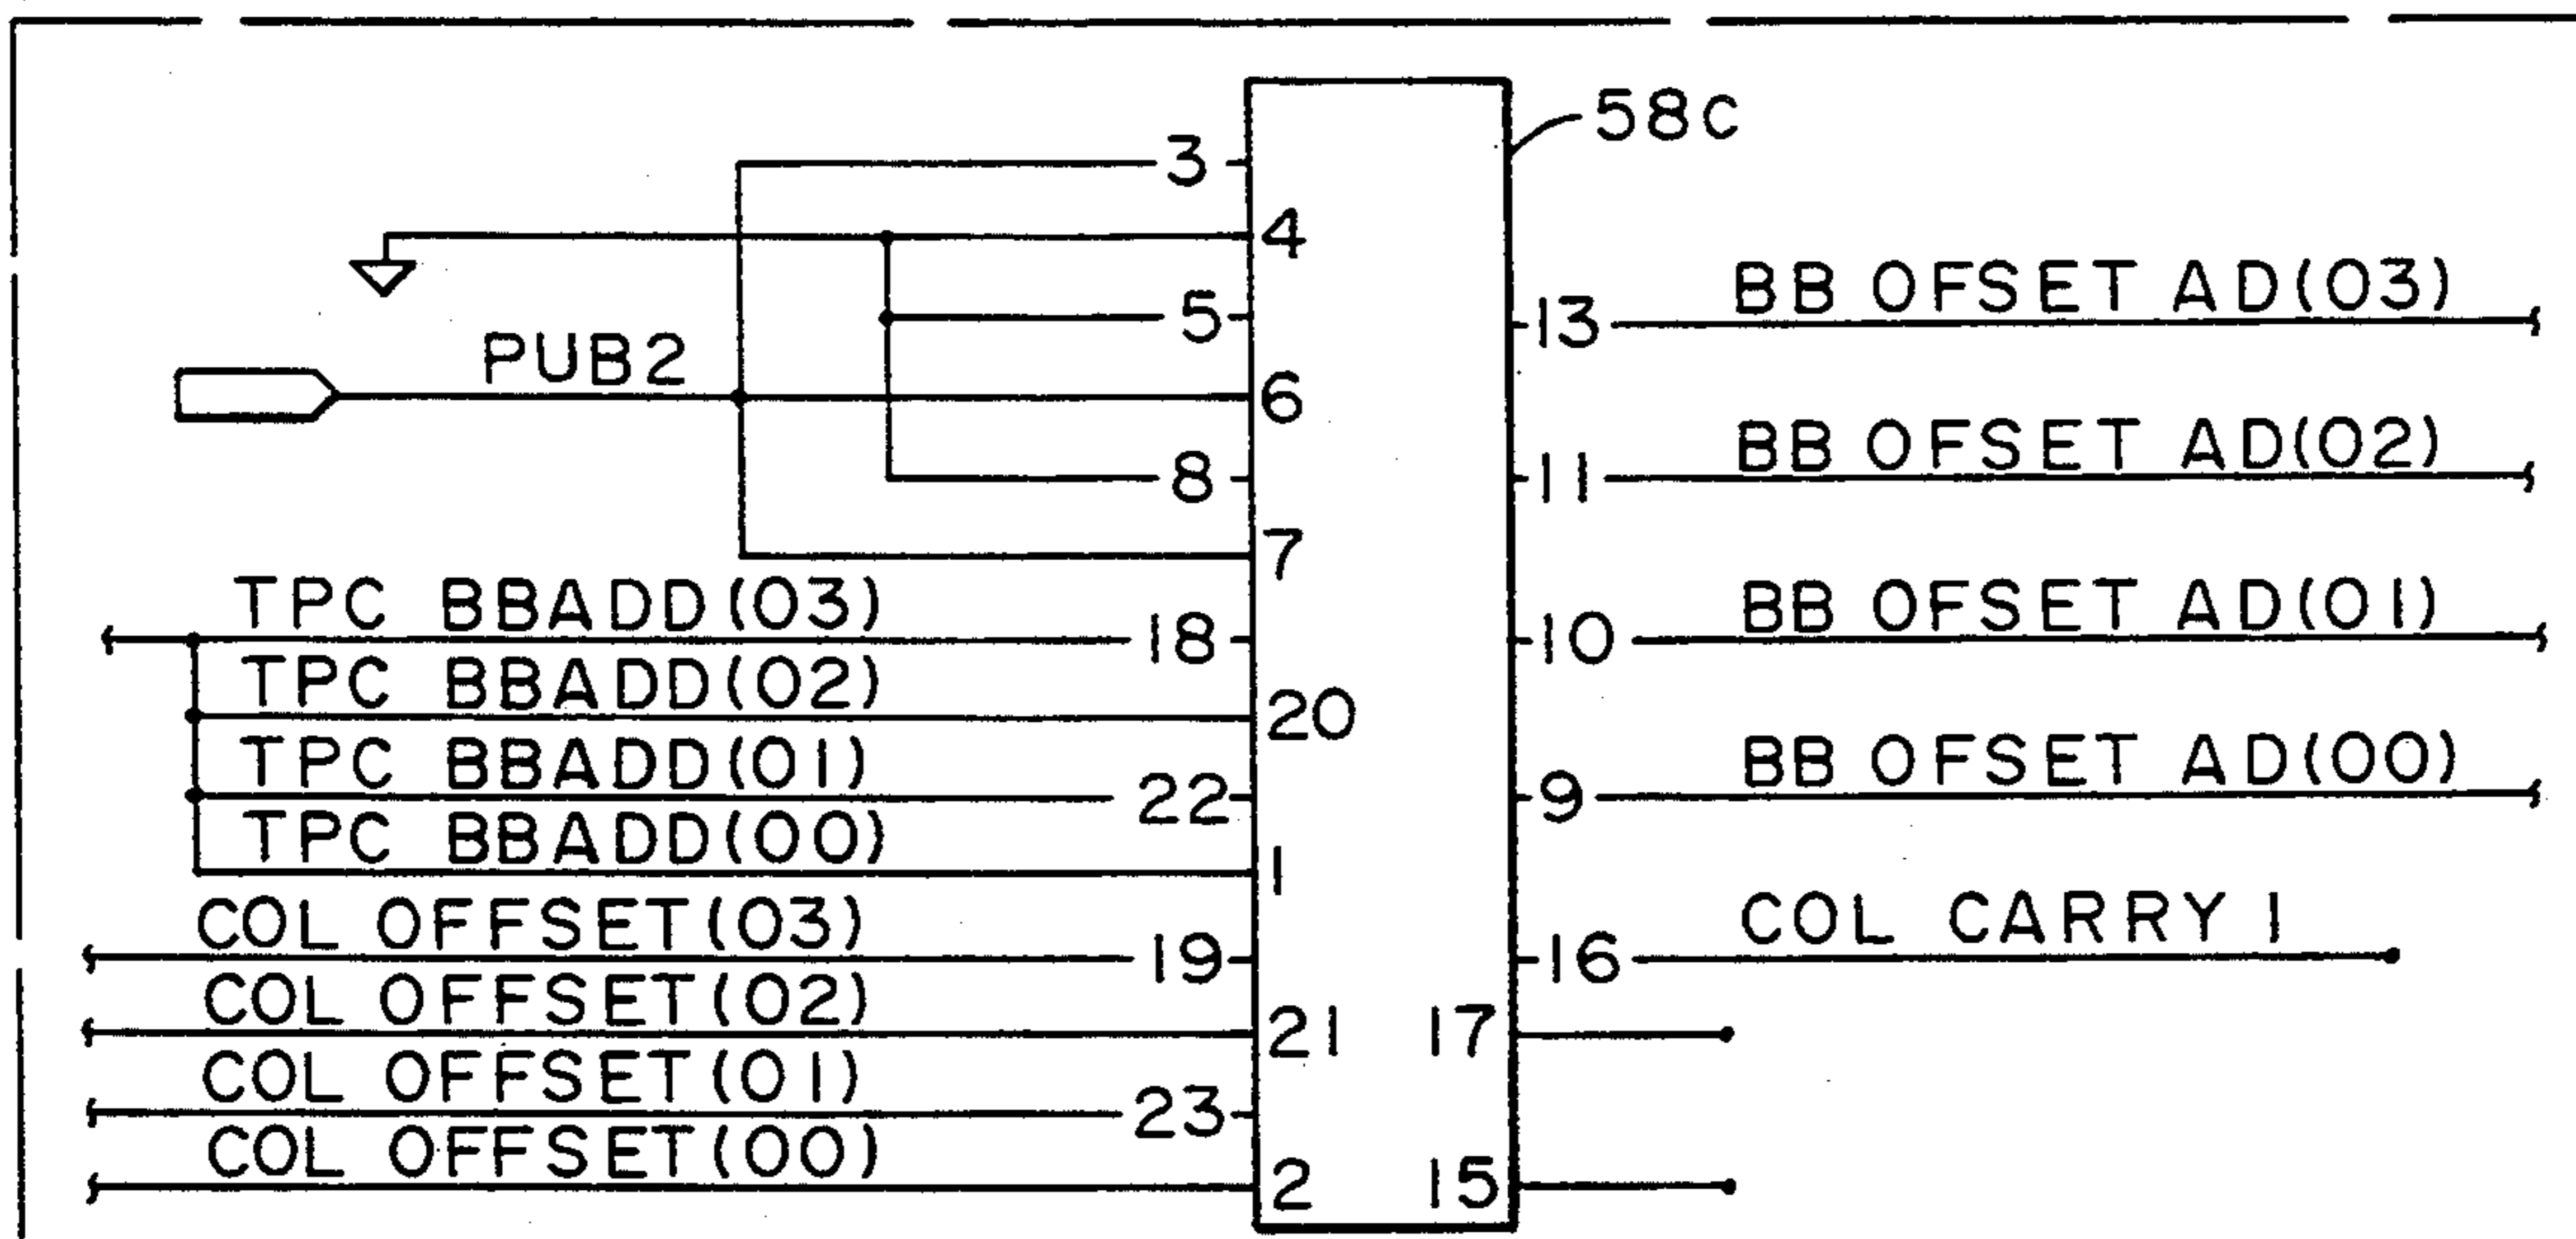 58C
3
4
5
PUB2
6
8
7
TPC BBADD(03)
18
TPC BBADD(02)
20
TPC BBADD(01)
22
TPC BBADD(00)
1
COL OFFSET(03)
19
COL OFFSET(02)
21
COL OFFSET(01)
23
COL OFFSET(00)
2
13 BB OFSET AD(03)
11 BB OFSET AD(02)
10 BB OFSET AD(01)
9 BB OFSET AD(00)
16 COL CARRY 1
17
15